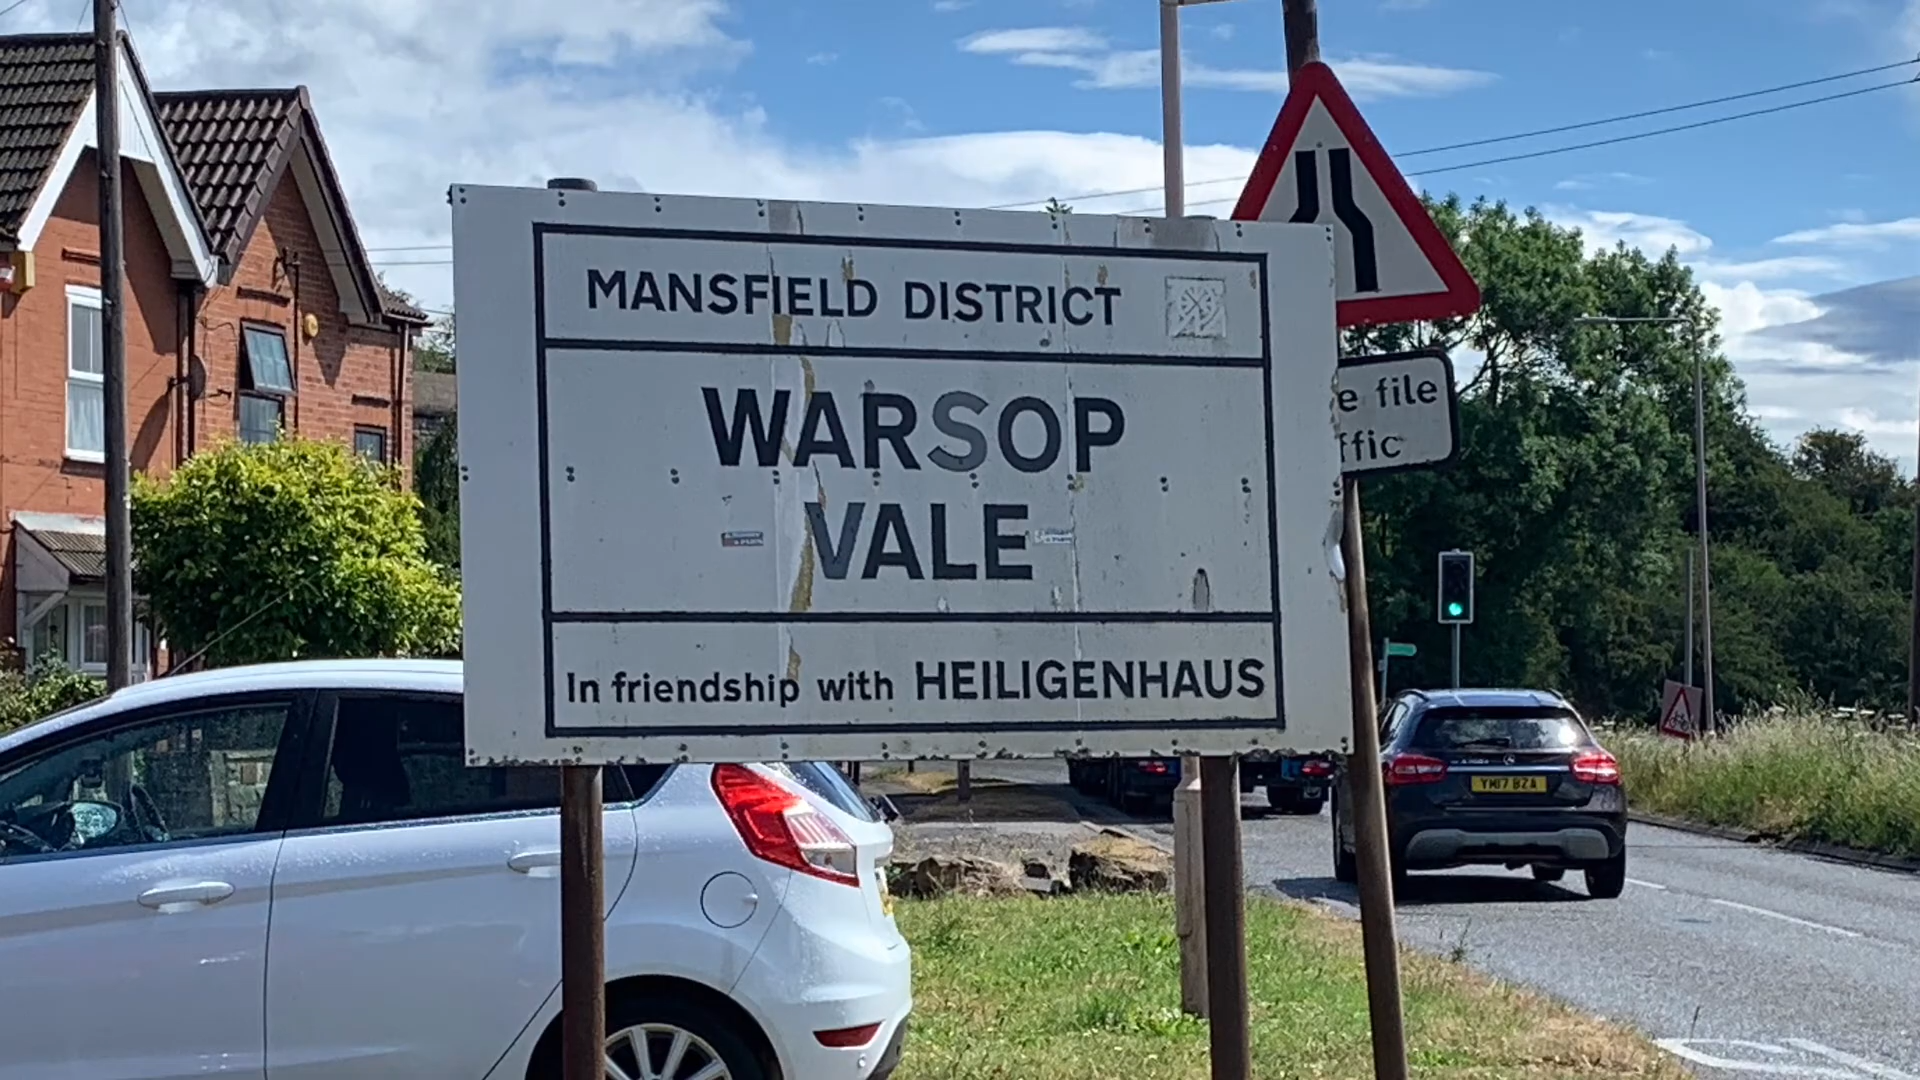 MANSFIELD DISTRICT
WARSOP
VALE
In friendship with HEILIGENHAUS
e file
ffic
YM17 BZA